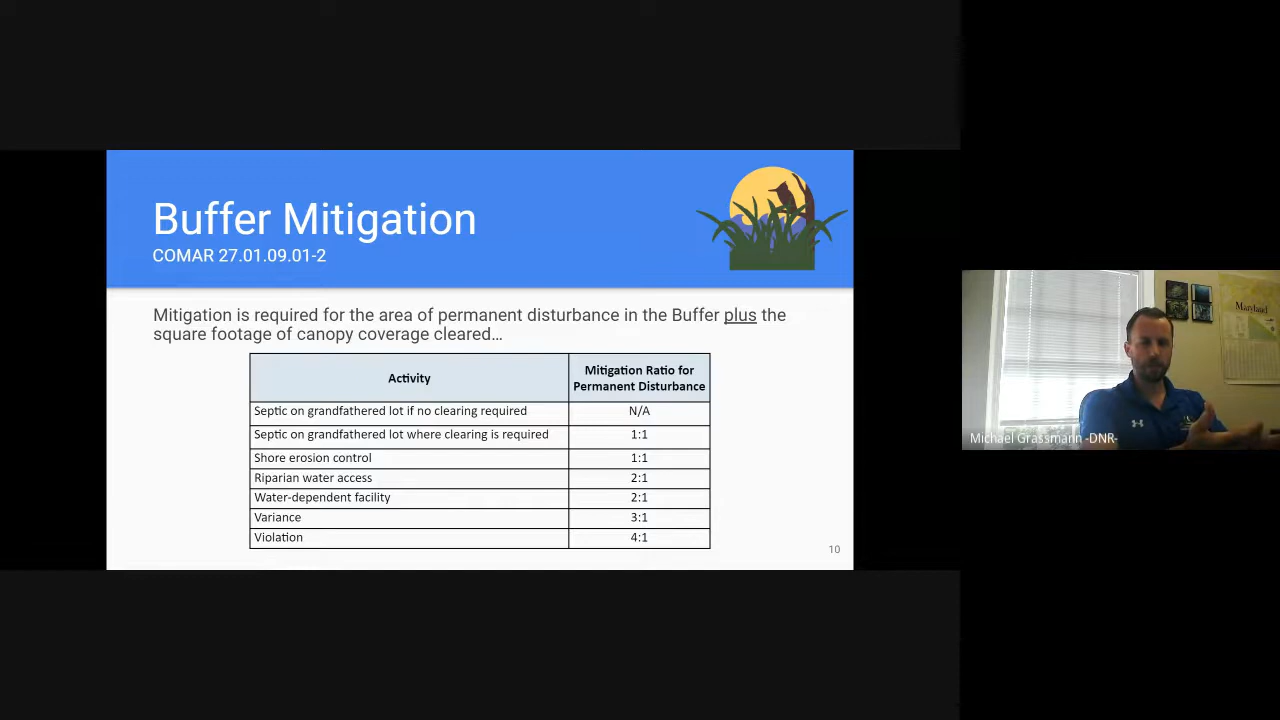 Buffer Mitigation
COMAR 27.01.09.01-2
Mitigation is required for the area of permanent disturbance in the Buffer plus the
square footage of canopy coverage cleared…
Activity
Mitigation Ratio for
Permanent Disturbance
Septic on grandfathered lot if no clearing required
N/A
Septic on grandfathered lot where clearing is required
1:1
Shore erosion control
1:1
Riparian water access
2:1
Water-dependent facility
2:1
Variance
3:1
Violation
4:1
10
Maryland
Michael Grassmann -DNR-